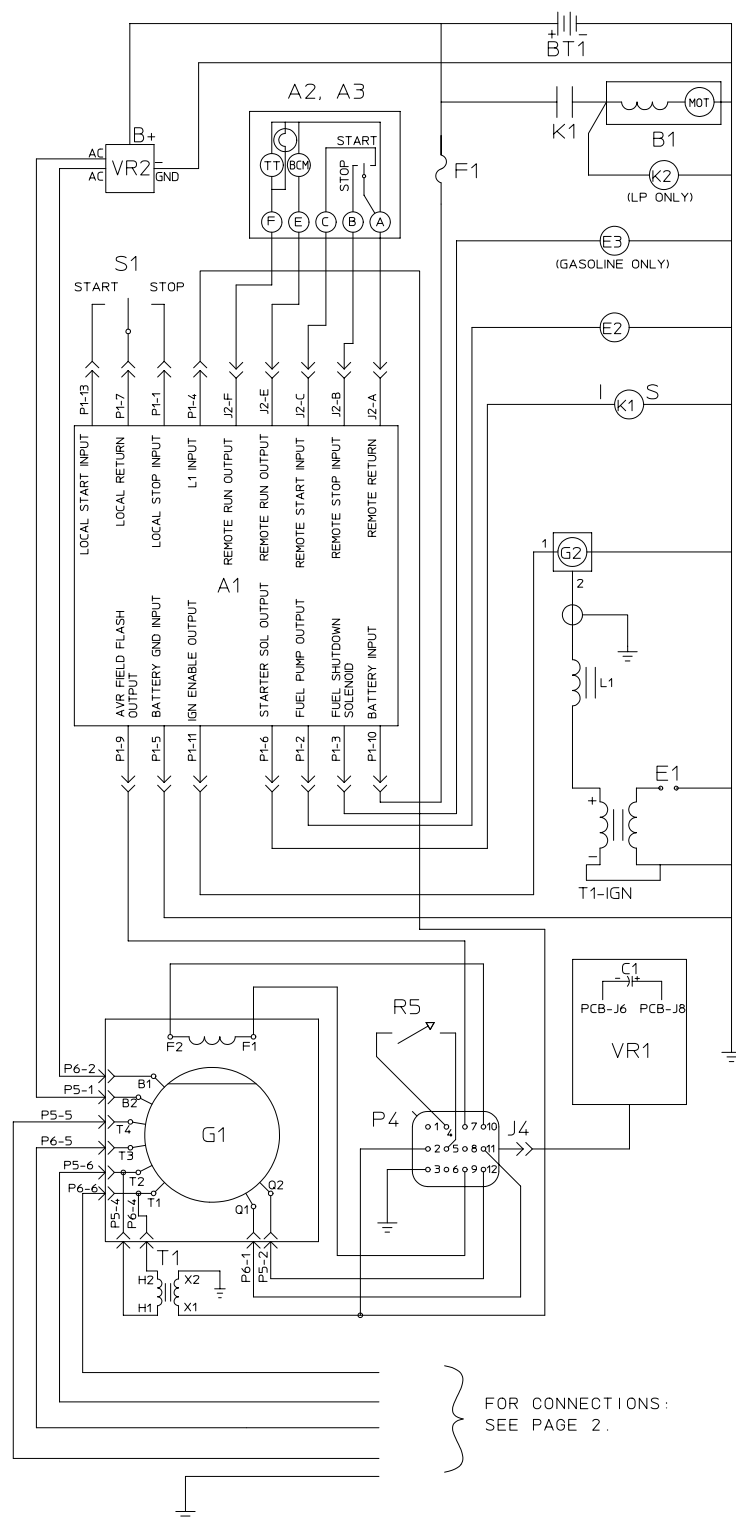 + -
BT1
A2, A3
K1
MOT
B1
B+
AC
AC
VR2
-
GND
START
STOP
TT
BCM
F1
K2
(LP ONLY)
F
E
C
B
A
E3
(GASOLINE ONLY)
S1
START
STOP
E2
I
K1
S
P1-13
P1-7
P1-1
P1-4
J2-F
J2-E
J2-C
J2-B
J2-A
LOCAL START INPUT
LOCAL RETURN
LOCAL STOP INPUT
L1 INPUT
REMOTE RUN OUTPUT
REMOTE RUN OUTPUT
REMOTE START INPUT
REMOTE STOP INPUT
REMOTE RETURN
A1
1
G2
2
AVR FIELD FLASH
OUTPUT
BATTERY GND INPUT
IGN ENABLE OUTPUT
STARTER SOL OUTPUT
FUEL PUMP OUTPUT
FUEL SHUTDOWN
SOLENOID
BATTERY INPUT
L1
P1-9
P1-5
P1-11
P1-6
P1-2
P1-3
P1-10
E1
+
-
T1-IGN
C1
- +
PCB-J6
PCB-J8
VR1
R5
F2
F1
P6-2
P5-1
P5-5
P6-5
P5-6
P6-6
B1
B2
T4
T3
T2
T1
G1
Q1
Q2
P4
1 4 7 10
2 5 8 11
3 6 9 12
J4
P5-4
P6-4
P6-1
P5-2
T1
H2
X2
H1
X1
FOR CONNECTIONS:
SEE PAGE 2.